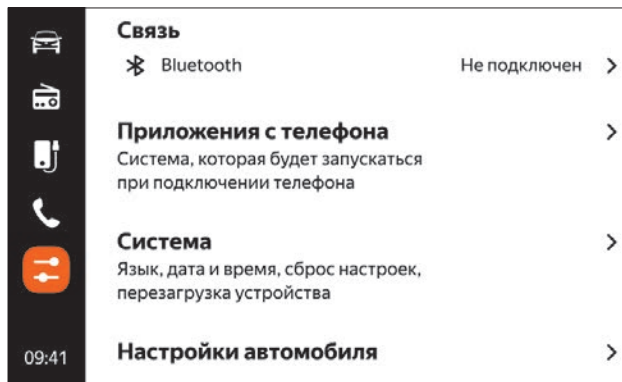 Связь
Bluetooth Не подключен
Приложения с телефона
Система, которая будет запускаться
при подключении телефона
Система
Язык, дата и время, сброс настроек,
перезагрузка устройства
09:41 Настройки автомобиля